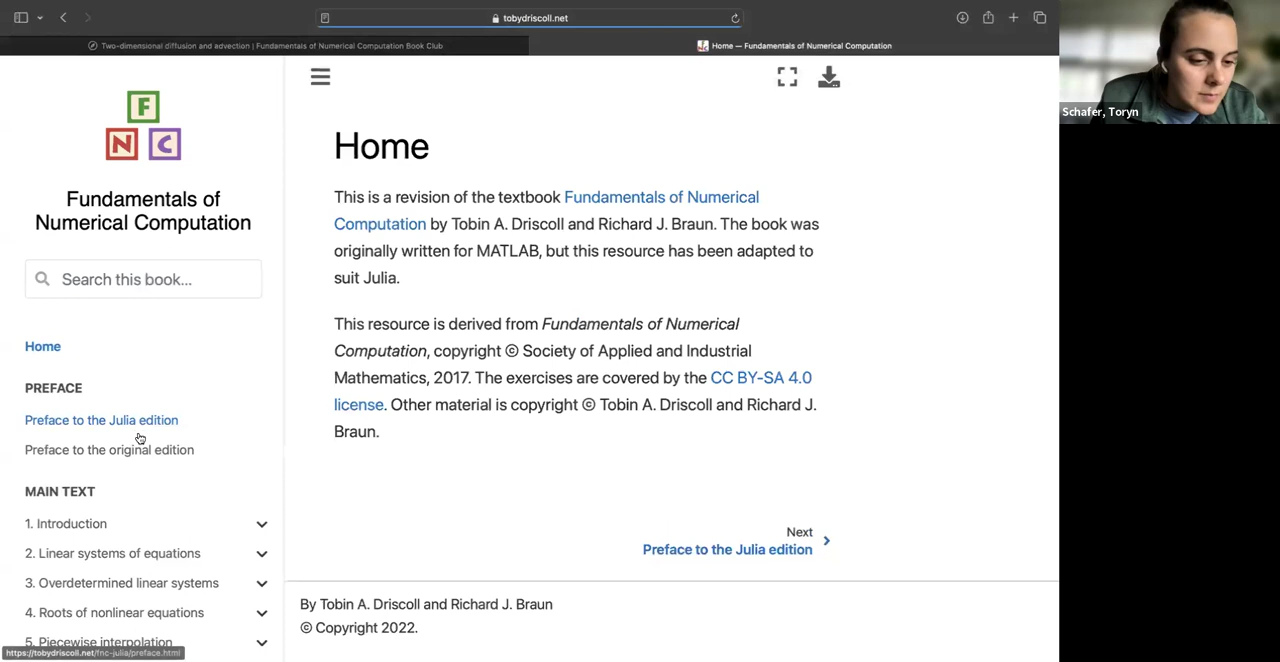 tobydriscoll.net
Two-dimensional diffusion and advection | Fundamentals of Numerical Computation Book Club
Home — Fundamentals of Numerical Computation
Schafer, Toryn
F
N C
Fundamentals of
Numerical Computation
Search this book...
Home
PREFACE
Preface to the Julia edition
Preface to the original edition
MAIN TEXT
1. Introduction
2. Linear systems of equations
3. Overdetermined linear systems
4. Roots of nonlinear equations
5. Piecewise interpolation
https://tobydriscoll.net/fnc-julia/preface.html
Home
This is a revision of the textbook Fundamentals of Numerical
Computation by Tobin A. Driscoll and Richard J. Braun. The book was
originally written for MATLAB, but this resource has been adapted to
suit Julia.
This resource is derived from Fundamentals of Numerical
Computation, copyright © Society of Applied and Industrial
Mathematics, 2017. The exercises are covered by the CC BY-SA 4.0
license. Other material is copyright © Tobin A. Driscoll and Richard J.
Braun.
Next
Preface to the Julia edition
By Tobin A. Driscoll and Richard J. Braun
© Copyright 2022.